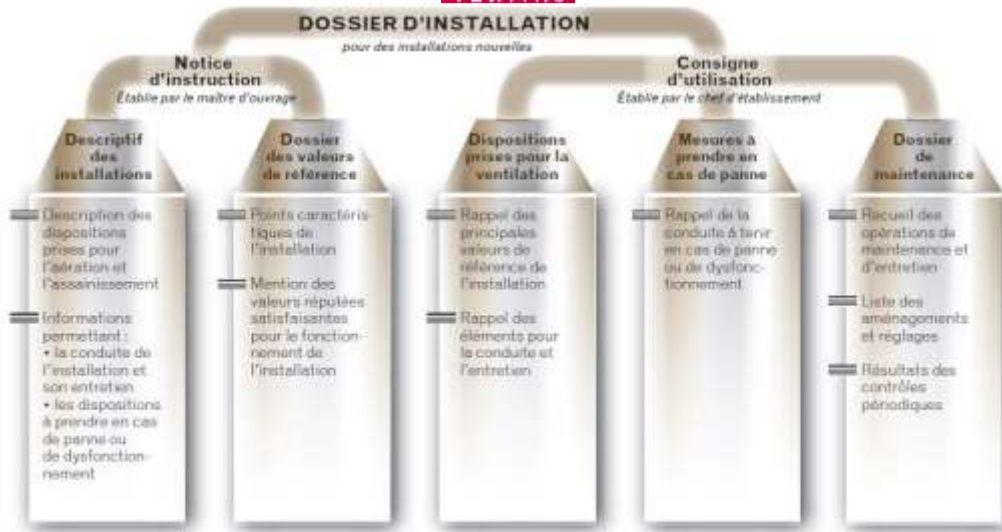 DOSSIER D'INSTALLATION
pour des installations nouvelles
Notice
d'instruction
Établie par le maître d'ouvrage
Consigne
d'utilisation
Établie par le chef d'établissement
Descriptif
des
installations
Description des
dispositions
prises pour
l'aération et
l'assainissement
Informations
permettant :
• la conduite de
l'installation et
son entretien
• les dispositions
à prendre en cas
de panne ou
de dysfonction-
nement
Dossier
des valeurs
de référence
Points caractéris-
tiques de
l'installation
Mention des
valeurs réputées
satisfaisantes
pour le fonction-
nement de
l'installation
Dispositions
prises pour la
ventilation
Rappel des
principales
valeurs de
référence de
l'installation
Rappel des
éléments pour
la conduite et
l'entretien
Mesures à
prendre en
cas de panne
Rappel de la
conduite à tenir
en cas de panne
ou de dysfonc-
tionnement
Dossier
de
maintenance
Recueil des
opérations de
maintenance et
d'entretien
Liste des
aménagements
et réglages
Résultats des
contrôles
périodiques